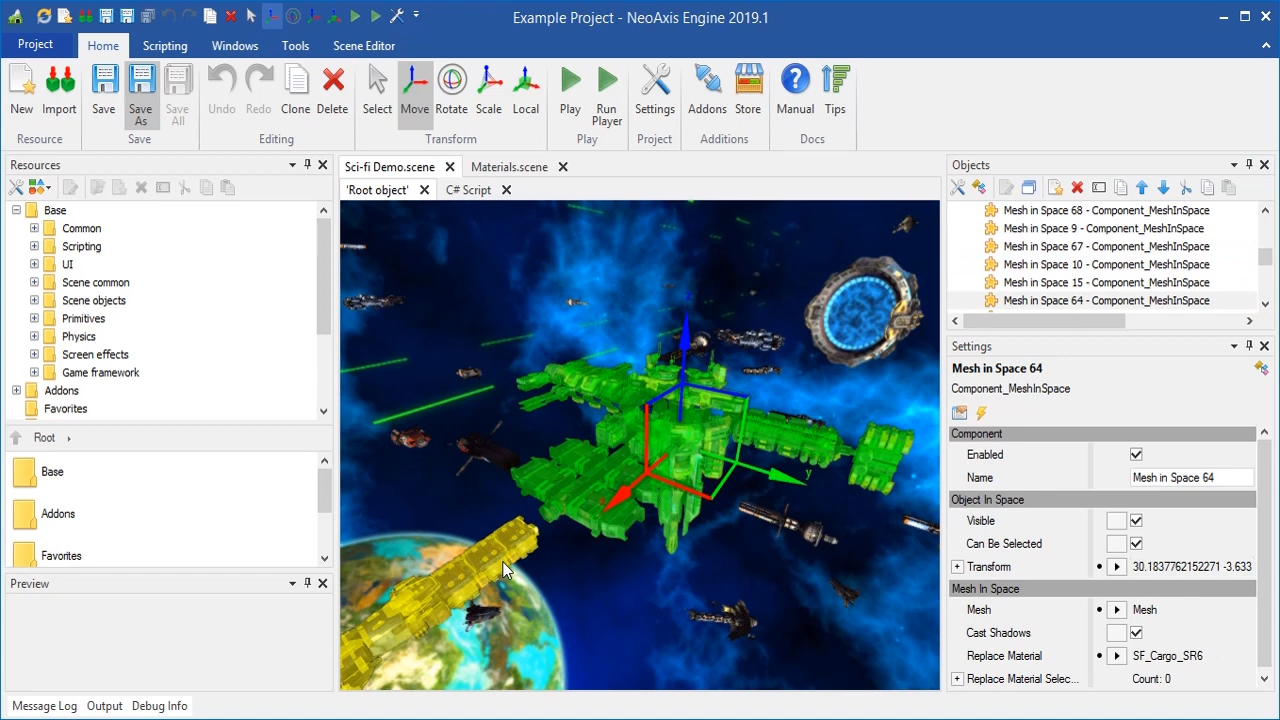 Example Project - NeoAxis Engine 2019.1
Project Home Scripting Windows Tools Scene Editor
New Import Save Save As Save All Undo Redo Clone Delete Select Move Rotate Scale Local Play Run Player Settings Addons Store Manual Tips
Resource Save Editing Transform Play Project Additions Docs
Resources
Base
Common
Scripting
UI
Scene common
Scene objects
Primitives
Physics
Screen effects
Game framework
Addons
Favorites
Root
Base
Addons
Favorites
Preview
Sci-fi Demo.scene Materials.scene
'Root object' C# Script
y
Objects
Mesh in Space 68 - Component_MeshInSpace
Mesh in Space 9 - Component_MeshInSpace
Mesh in Space 67 - Component_MeshInSpace
Mesh in Space 10 - Component_MeshInSpace
Mesh in Space 15 - Component_MeshInSpace
Mesh in Space 64 - Component_MeshInSpace
Settings
Mesh in Space 64
Component_MeshInSpace
Component
Enabled
Name Mesh in Space 64
Object In Space
Visible
Can Be Selected
Transform 30.1837762152271 -3.633
Mesh In Space
Mesh Mesh
Cast Shadows
Replace Material SF_Cargo_SR6
Replace Material Selec... Count: 0
Message Log Output Debug Info